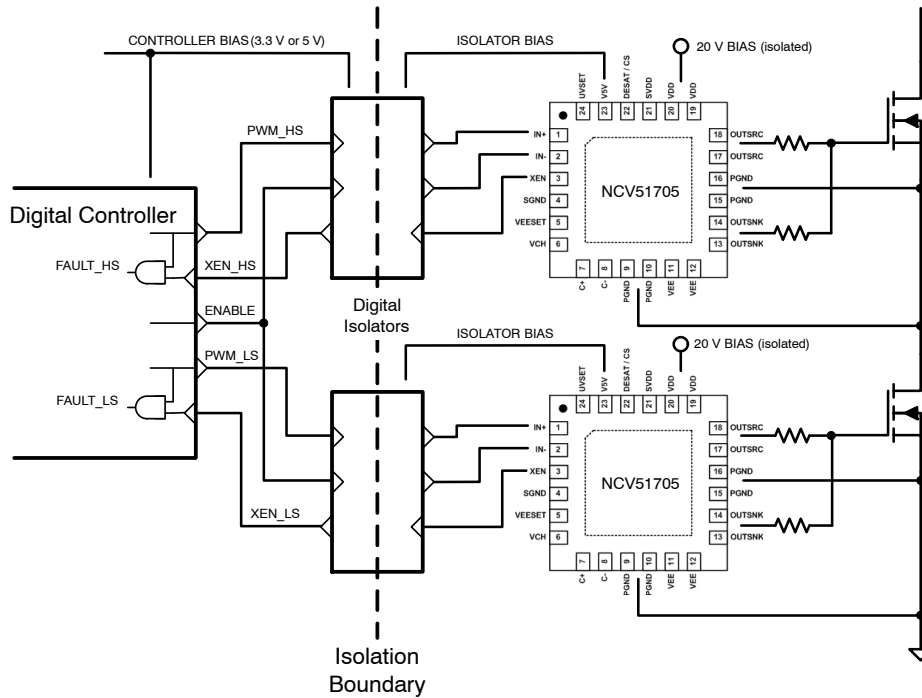 CONTROLLER BIAS (3.3 V or 5 V)
ISOLATOR BIAS
20 V BIAS (isolated)
UVSET
V5V
DESAT / CS
SVDD
VDD
VDD
24
23
22
21
20
19
PWM_HS
IN+
1
18
OUTSRC
IN-
2
17
OUTSRC
XEN
3
NCV51705
16
PGND
SGND
4
15
PGND
VEESET
5
14
OUTSNK
VCH
6
13
OUTSNK
7
8
9
10
11
12
C+
C-
PGND
PGND
VEE
VEE
Digital Controller
FAULT_HS
XEN_HS
ENABLE
Digital
Isolators
PWM_LS
FAULT_LS
XEN_LS
ISOLATOR BIAS
20 V BIAS (isolated)
UVSET
V5V
DESAT / CS
SVDD
VDD
VDD
24
23
22
21
20
19
IN+
1
18
OUTSRC
IN-
2
17
OUTSRC
XEN
3
NCV51705
16
PGND
SGND
4
15
PGND
VEESET
5
14
OUTSNK
VCH
6
13
OUTSNK
7
8
9
10
11
12
C+
C-
PGND
PGND
VEE
VEE
Isolation
Boundary